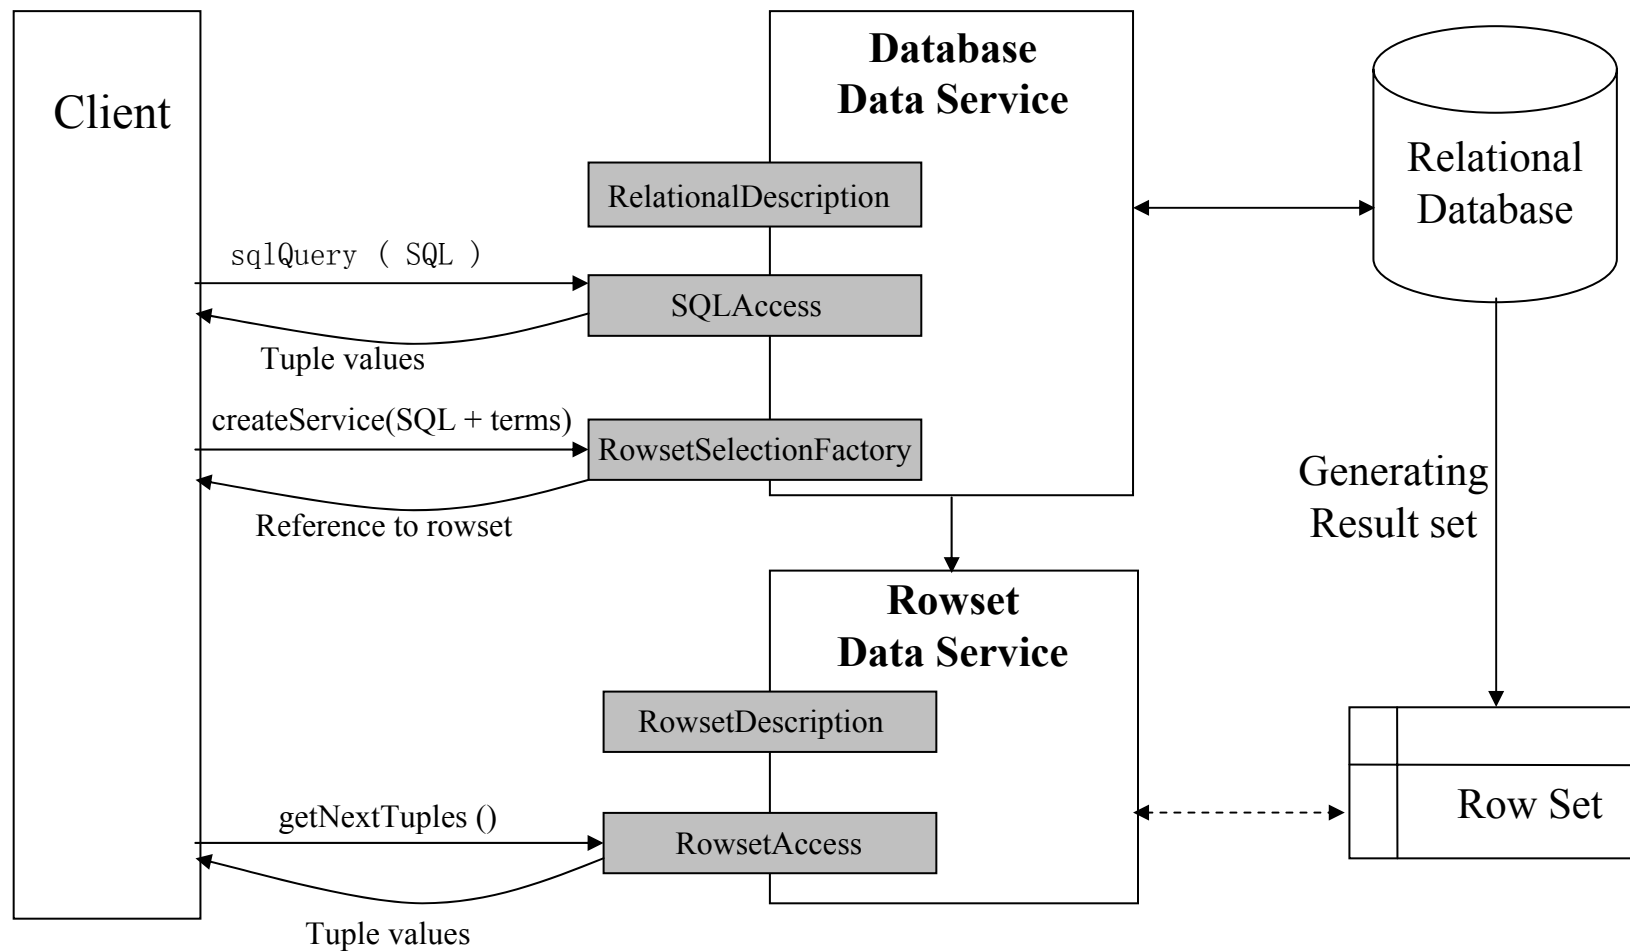 Client
Database
Data Service
RelationalDescription
sqlQuery ( SQL )
SQLAccess
Tuple values
createService(SQL + terms)
RowsetSelectionFactory
Reference to rowset
Relational
Database
Generating
Result set
Rowset
Data Service
RowsetDescription
getNextTuples ()
RowsetAccess
Tuple values
Row Set